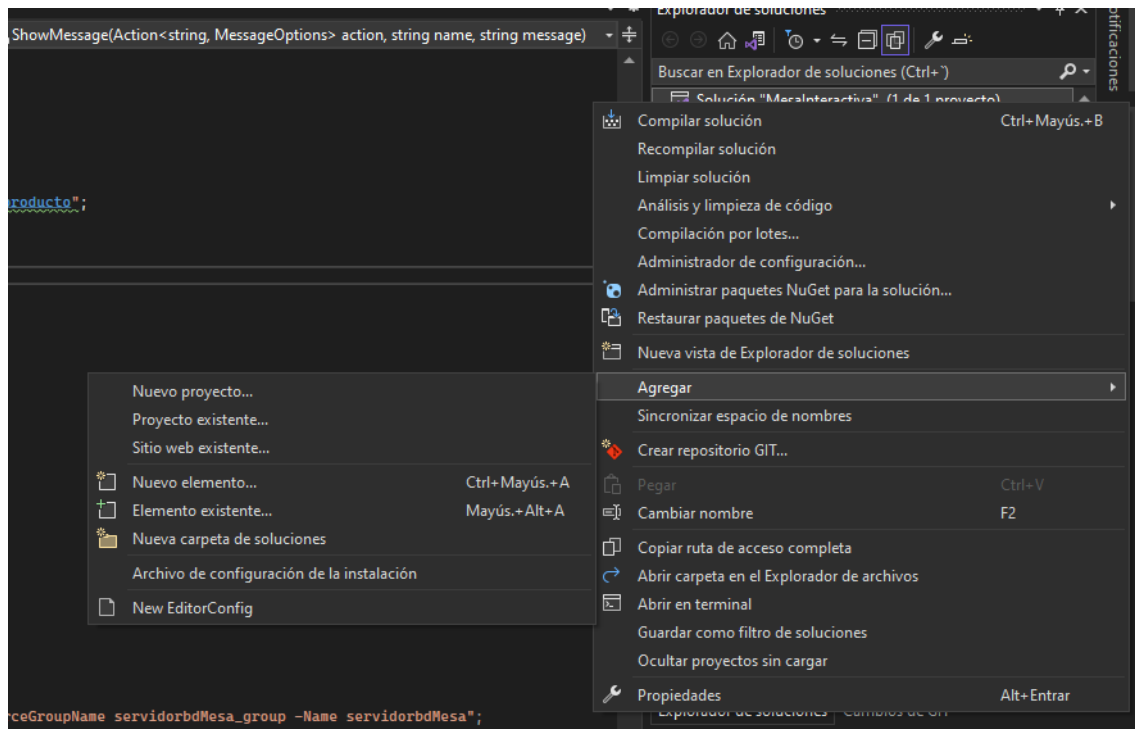 Explorador de soluciones
ShowMessage(Action<string, MessageOptions> action, string name, string message)
Notificaciones
Buscar en Explorador de soluciones (Ctrl+`)
Solución "MesaInteractiva" (1 de 1 proyecto)
Compilar solución Ctrl+Mayús.+B
Recompilar solución
Limpiar solución
Análisis y limpieza de código
producto";
Compilación por lotes...
Administrador de configuración...
Administrar paquetes NuGet para la solución...
Restaurar paquetes de NuGet
Nueva vista de Explorador de soluciones
Agregar
Sincronizar espacio de nombres
Crear repositorio GIT...
Pegar Ctrl+V
Cambiar nombre F2
Copiar ruta de acceso completa
Abrir carpeta en el Explorador de archivos
Abrir en terminal
Guardar como filtro de soluciones
Ocultar proyectos sin cargar
Propiedades Alt+Entrar
Nuevo proyecto...
Proyecto existente...
Sitio web existente...
Nuevo elemento... Ctrl+Mayús.+A
Elemento existente... Mayús.+Alt+A
Nueva carpeta de soluciones
Archivo de configuración de la instalación
New EditorConfig
rceGroupName servidorbdMesa_group -Name servidorbdMesa";
Explorador de soluciones Cambios de GIT